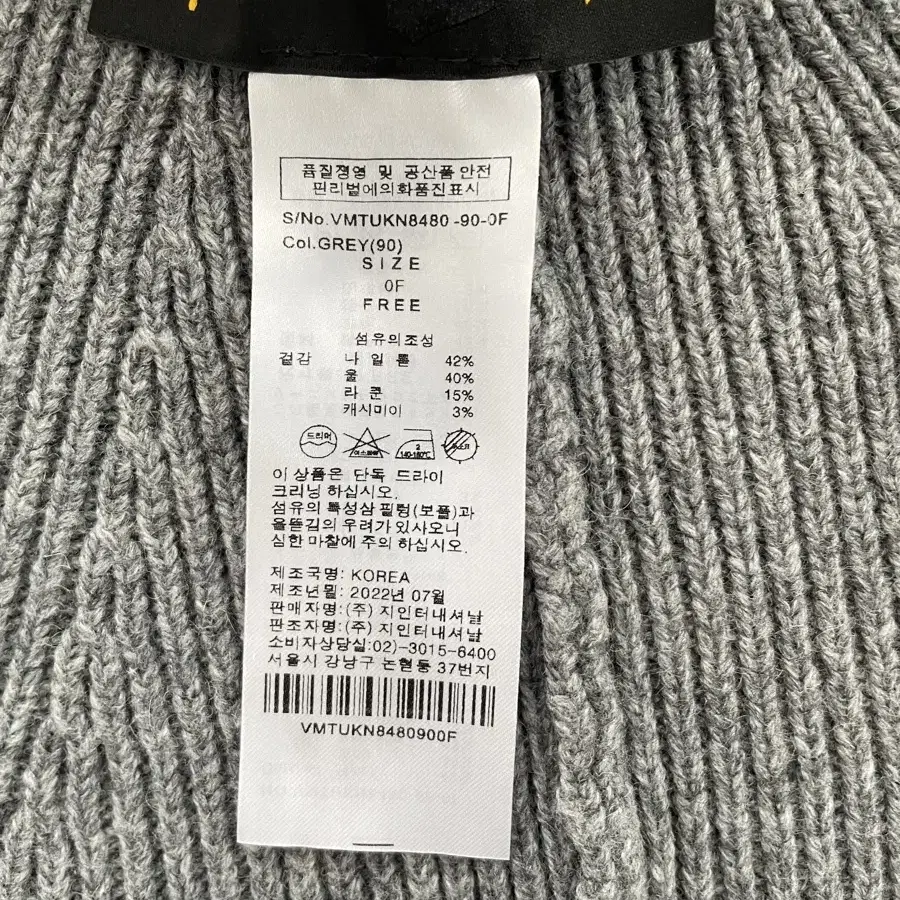 품질경영 및 공산품안전
관리법에의한품질표시
S/No.VMTUKN8480 -90-0F
Col.GREY(90)
SIZE
0F
FREE
섬유의조성
겉감 나일론 42%
울 40%
라쿤 15%
캐시미어 3%
드라이
2
140-160℃
이 상품은 단독 드라이
크리닝 하십시오.
섬유의 특성상 필링(보풀)과
올뜯김의 우려가 있사오니
심한 마찰에 주의 하십시오.
제조국명: KOREA
제조년월: 2022년 07월
판매자명:(주) 지인터내셔날
제조자명:(주) 지인터내셔날
소비자상담실:02)-3015-6400
서울시 강남구 논현동 37번지
VMTUKN8480900F